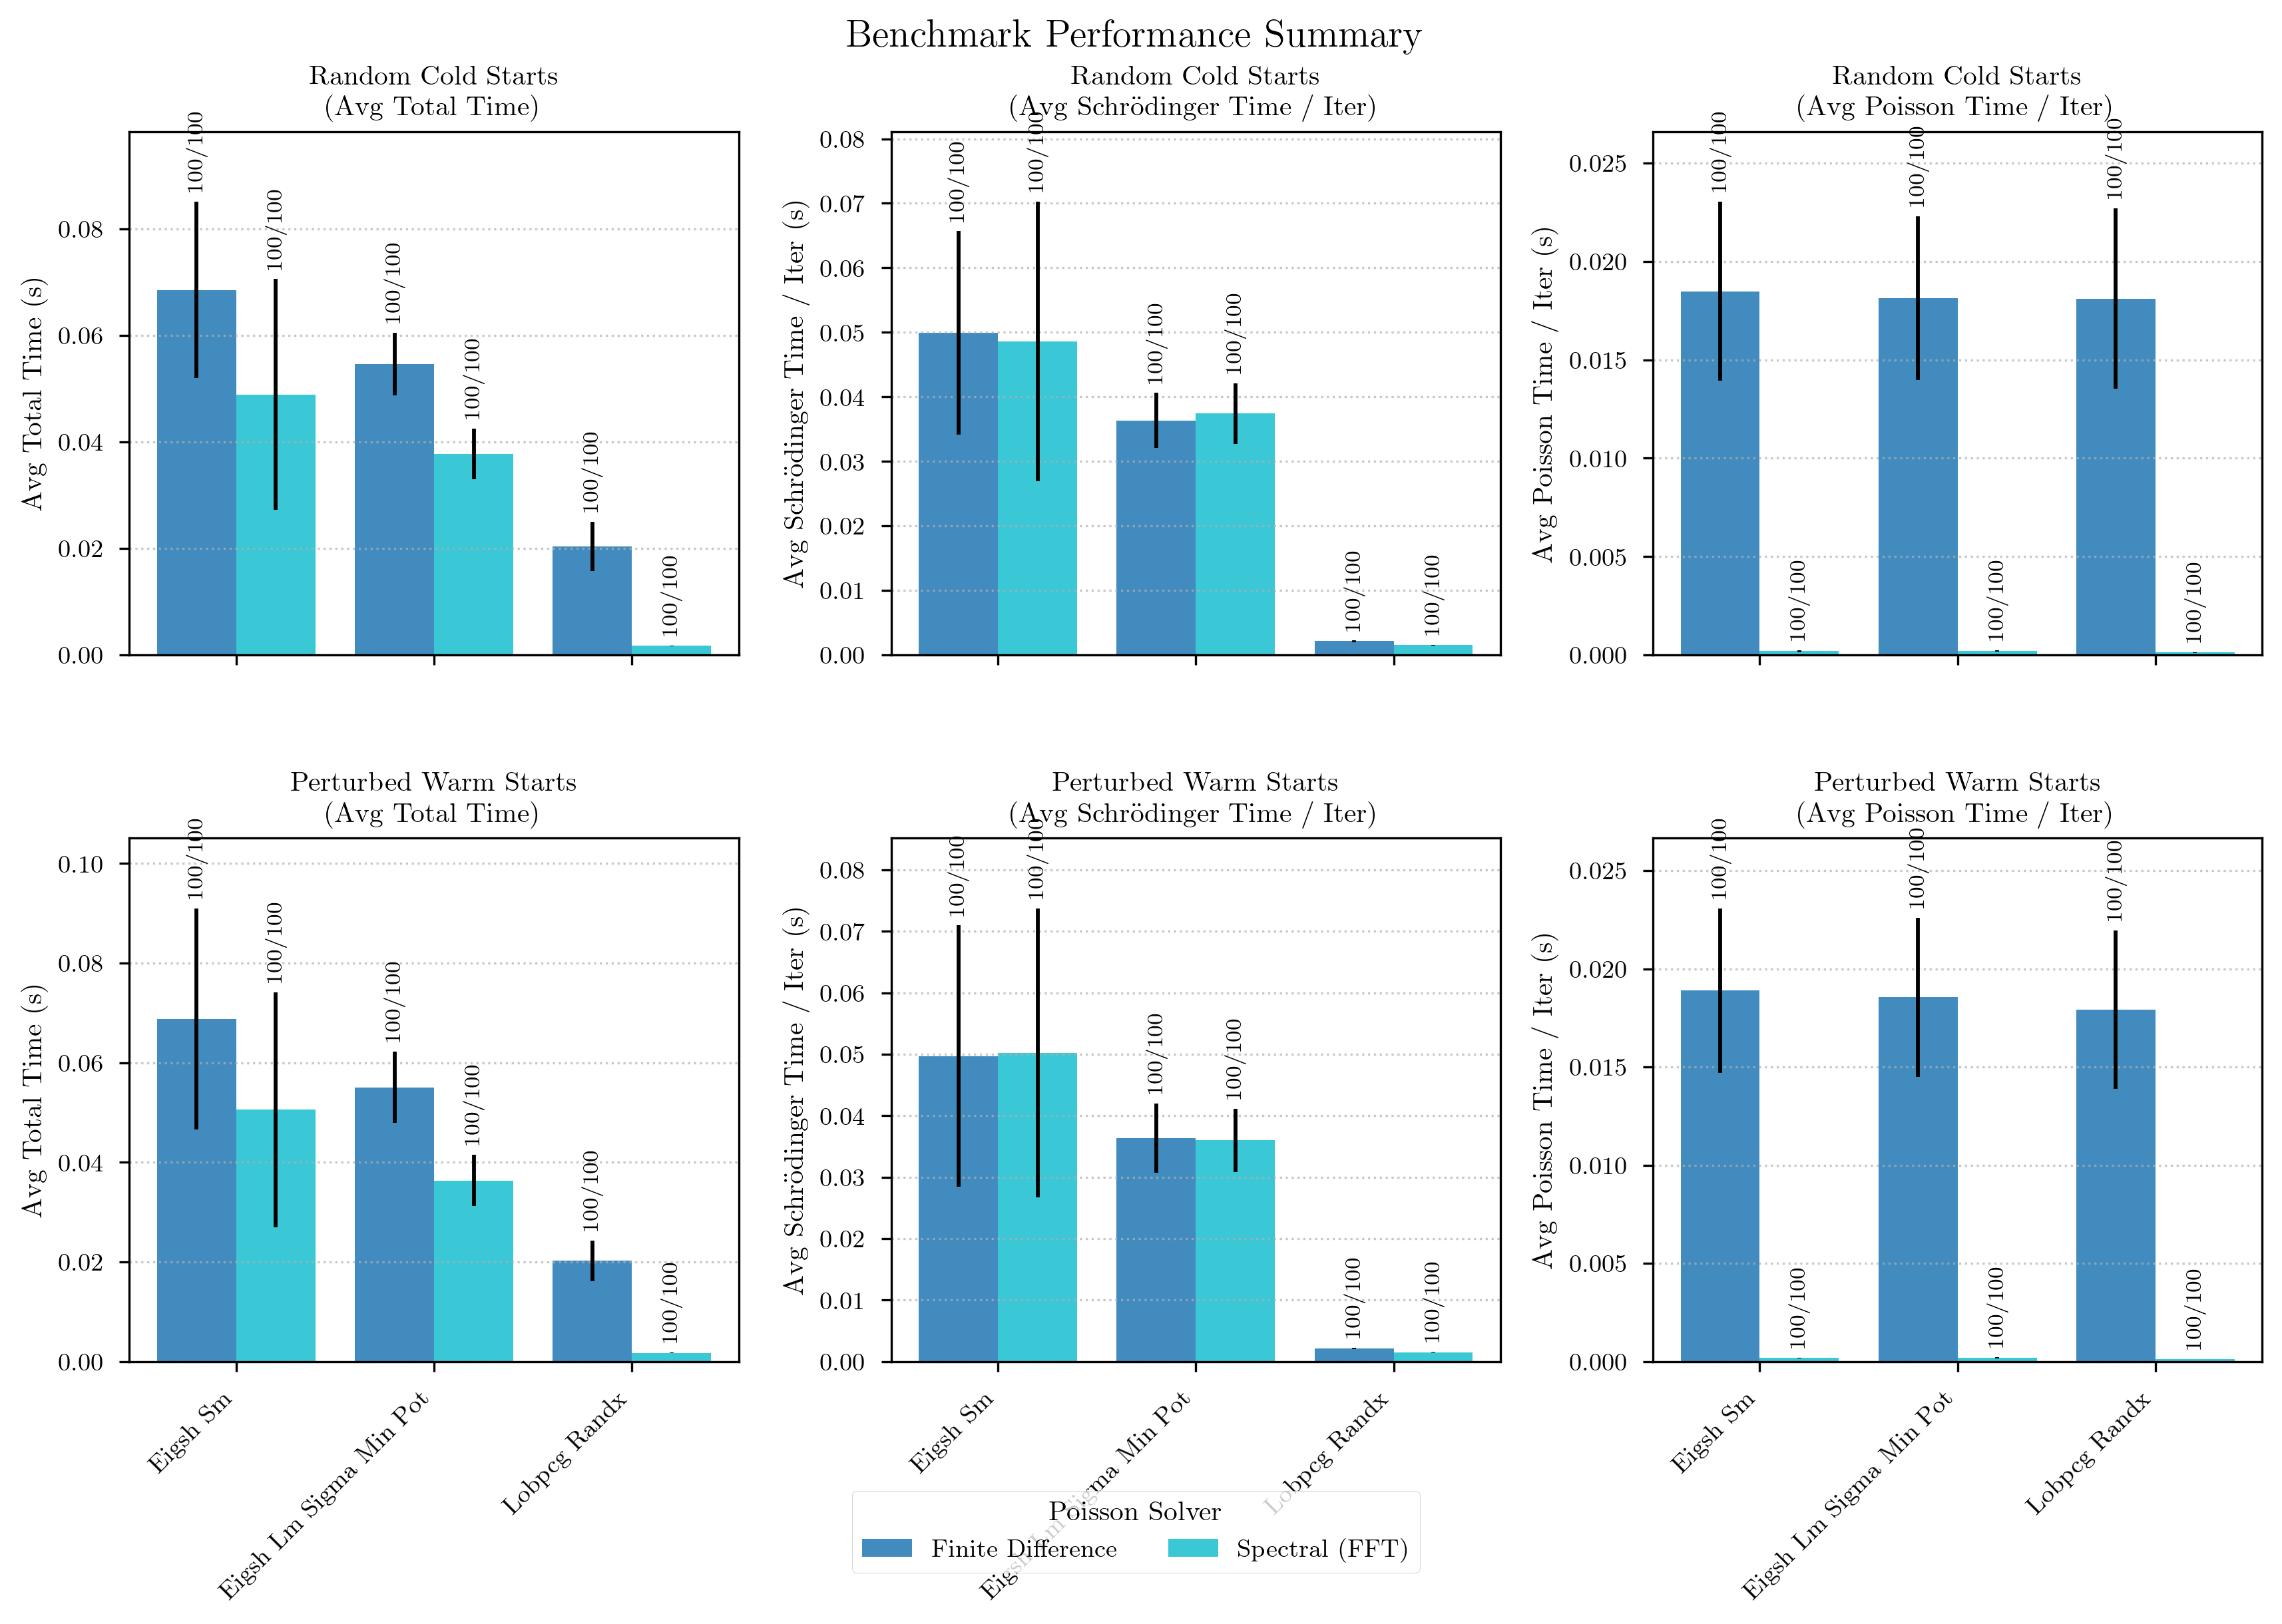 Benchmark Performance Summary
Random Cold Starts
(Avg Total Time)
Avg Total Time (s)
0.08
0.06
0.04
0.02
0.00
100/100
100/100
100/100
100/100
100/100
100/100
Random Cold Starts
(Avg Schrödinger Time / Iter)
Avg Schrödinger Time / Iter (s)
0.08
0.07
0.06
0.05
0.04
0.03
0.02
0.01
0.00
100/100
100/100
100/100
100/100
100/100
100/100
Random Cold Starts
(Avg Poisson Time / Iter)
Avg Poisson Time / Iter (s)
0.025
0.020
0.015
0.010
0.005
0.000
100/100
100/100
100/100
100/100
100/100
100/100
Perturbed Warm Starts
(Avg Total Time)
Avg Total Time (s)
0.10
0.08
0.06
0.04
0.02
0.00
100/100
100/100
100/100
100/100
100/100
100/100
Eigsh Sm
Eigsh Lm Sigma Min Pot
Lobpcg Randx
Perturbed Warm Starts
(Avg Schrödinger Time / Iter)
Avg Schrödinger Time / Iter (s)
0.08
0.07
0.06
0.05
0.04
0.03
0.02
0.01
0.00
100/100
100/100
100/100
100/100
100/100
100/100
Eigsh Sm
Eigsh Lm Sigma Min Pot
Lobpcg Randx
Perturbed Warm Starts
(Avg Poisson Time / Iter)
Avg Poisson Time / Iter (s)
0.025
0.020
0.015
0.010
0.005
0.000
100/100
100/100
100/100
100/100
100/100
100/100
Eigsh Sm
Eigsh Lm Sigma Min Pot
Lobpcg Randx
Poisson Solver
Finite Difference
Spectral (FFT)